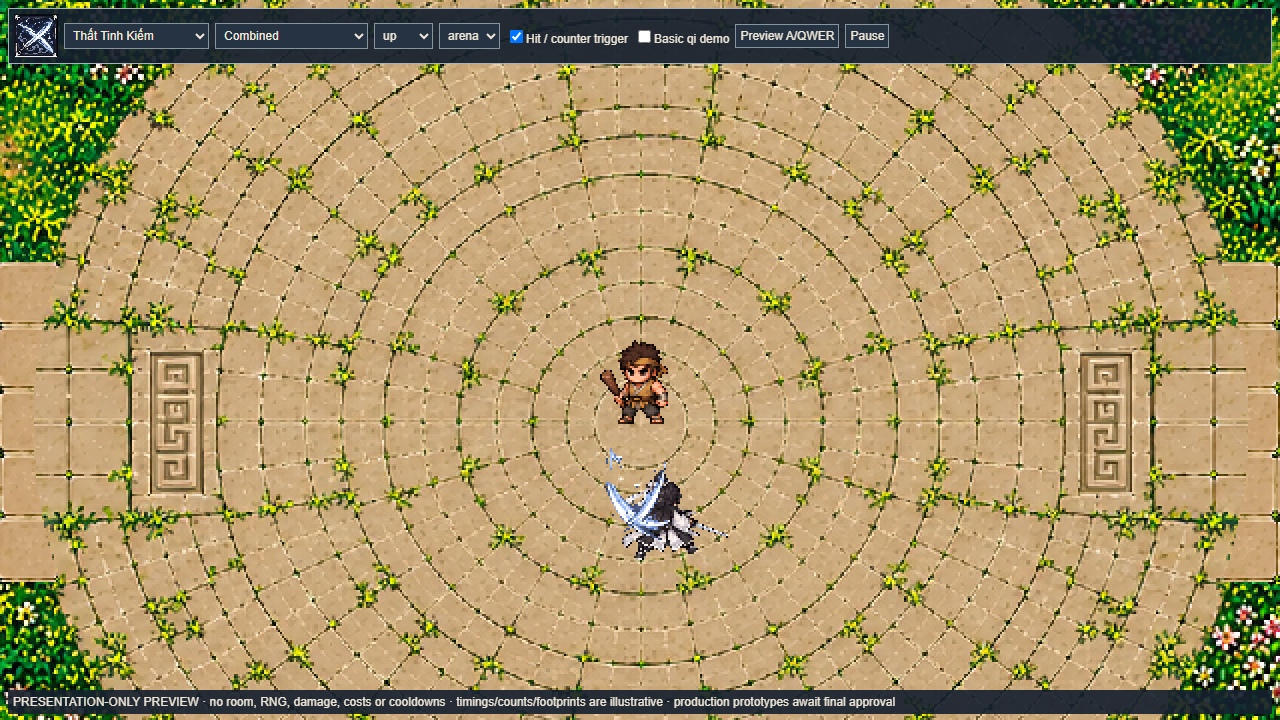 Thất Tinh Kiếm Combined up arena Hit / counter trigger Basic qi demo Preview A/QWER Pause
PRESENTATION-ONLY PREVIEW · no room, RNG, damage, costs or cooldowns · timings/counts/footprints are illustrative · production prototypes await final approval